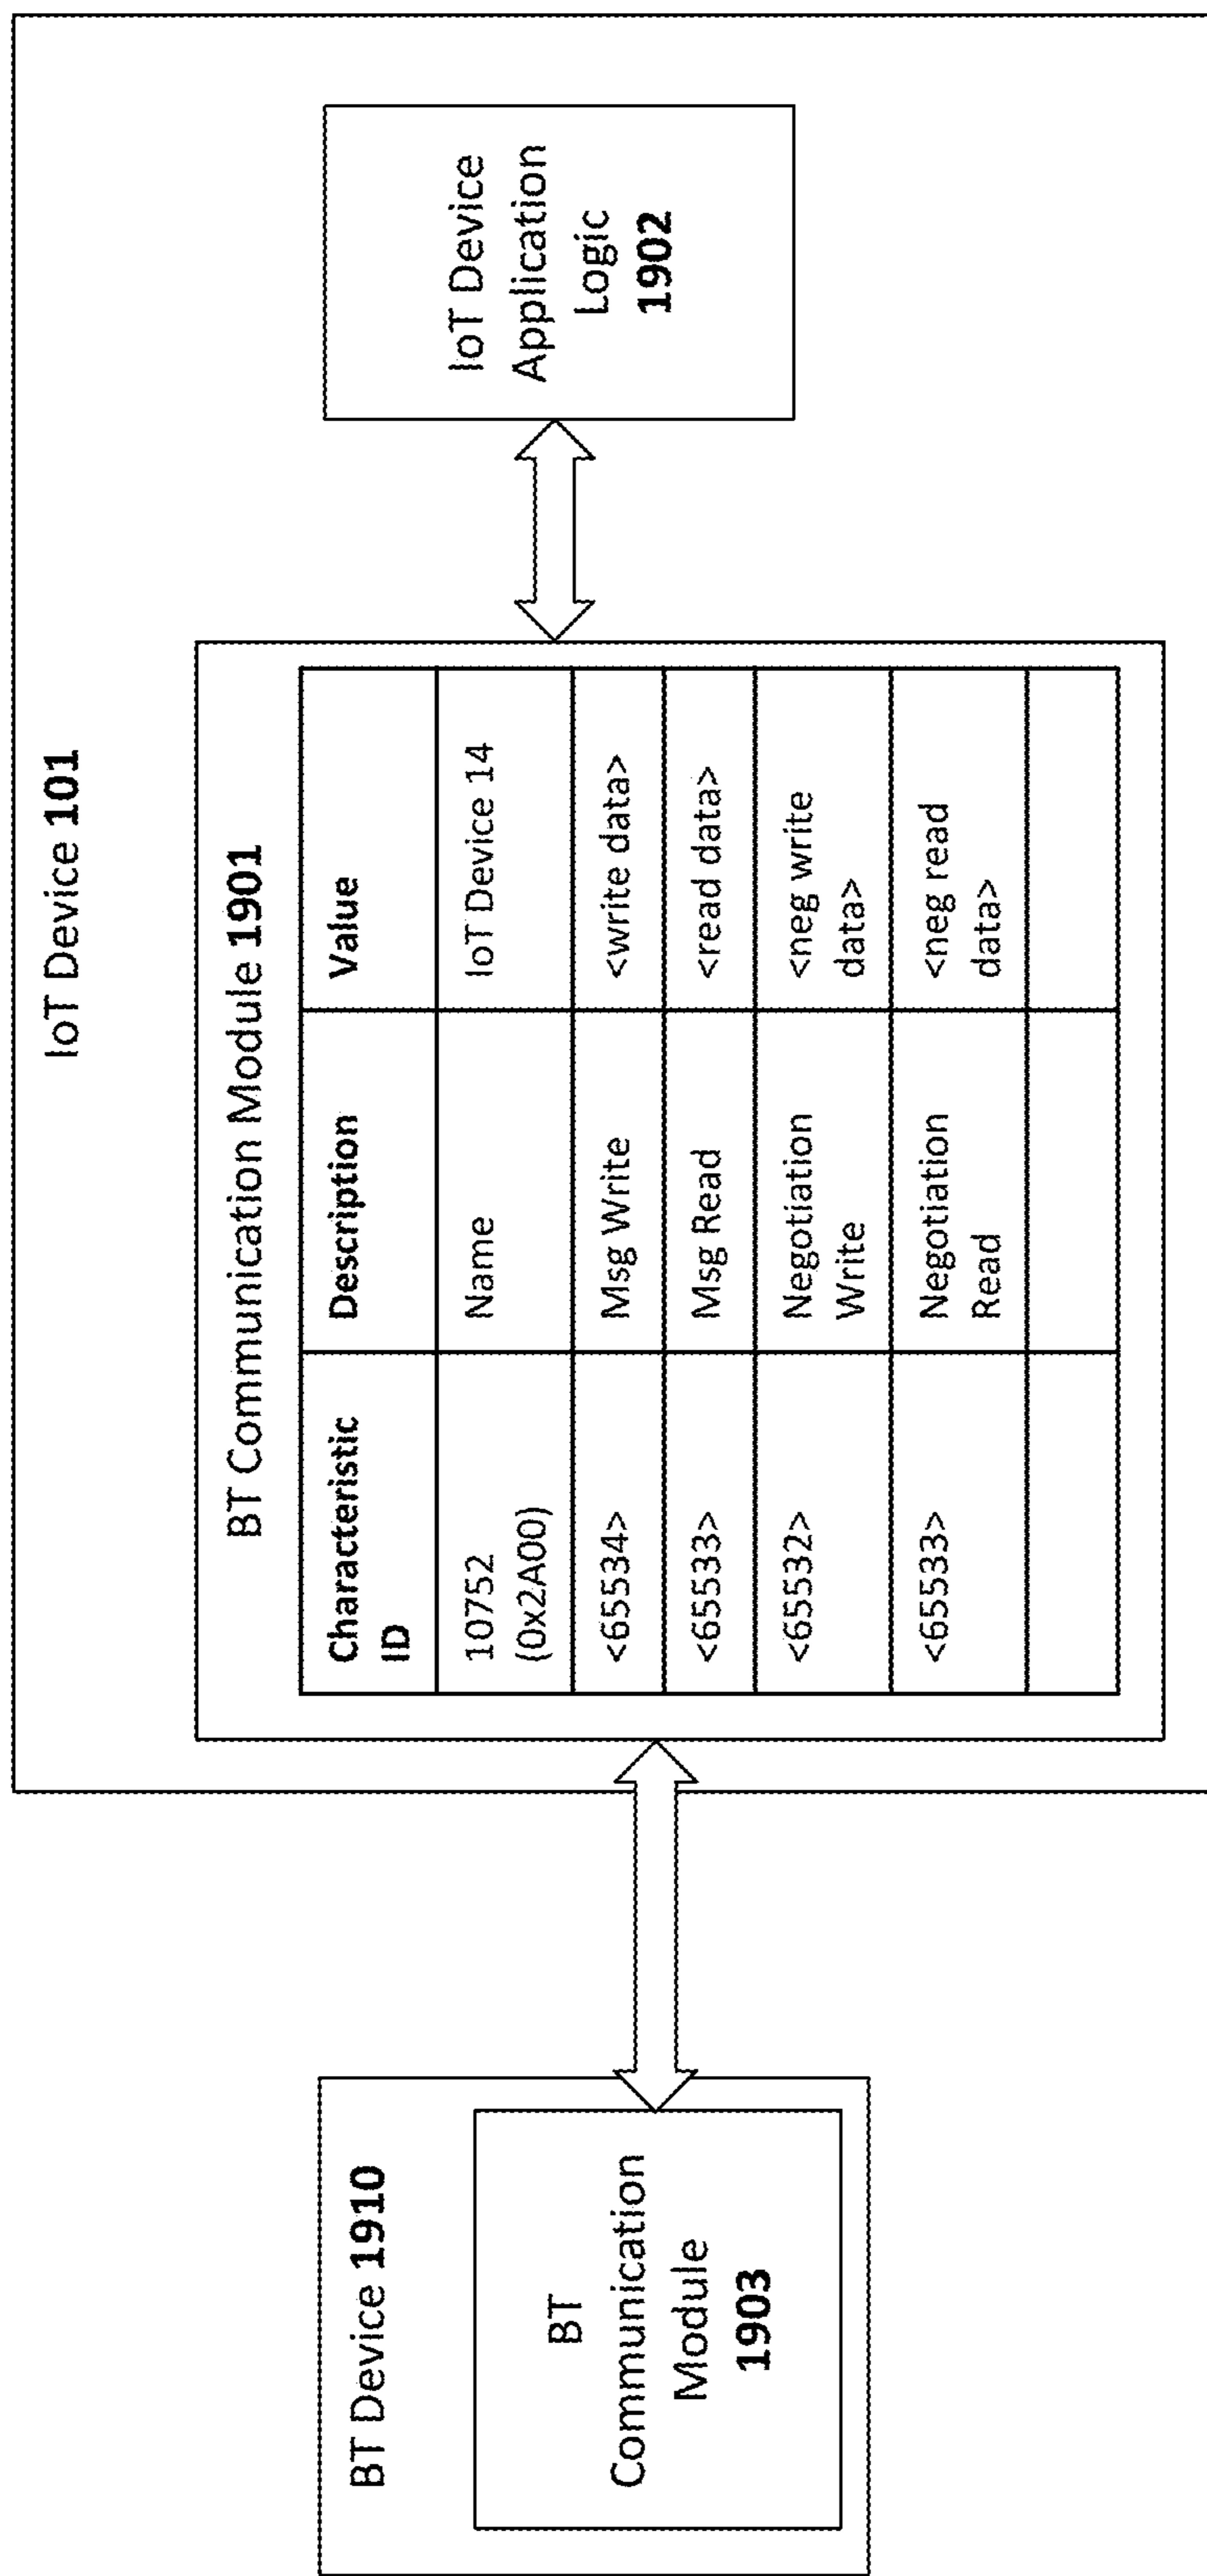 IoT Device 101
BT Device 1910
BT
Communication
Module
1903
BT Communication Module 1901
Characteristic ID
Description
Value
10752
(0x2A00)
Name
IoT Device 14
<65534>
Msg Write
<write data>
<65533>
Msg Read
<read data>
<65532>
Negotiation
Write
<neg write
data>
<65533>
Negotiation
Read
<neg read
data>
IoT Device
Application
Logic
1902